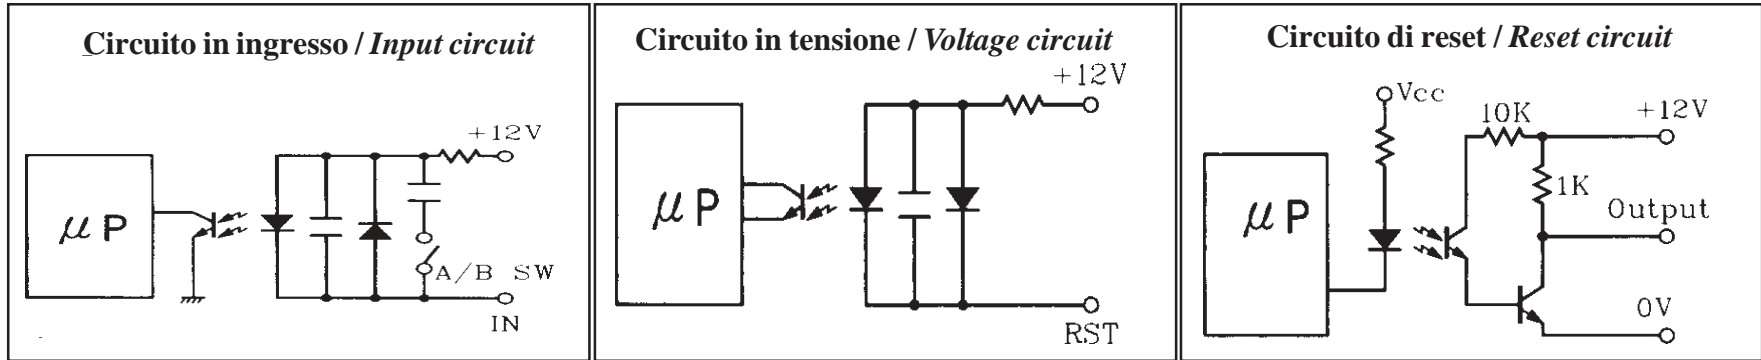 Circuito in ingresso / Input circuit
+12V
μP
A/B SW
IN
Circuito in tensione / Voltage circuit
+12V
μP
RST
Circuito di reset / Reset circuit
Vcc
10K
+12V
1K
μP
Output
0V